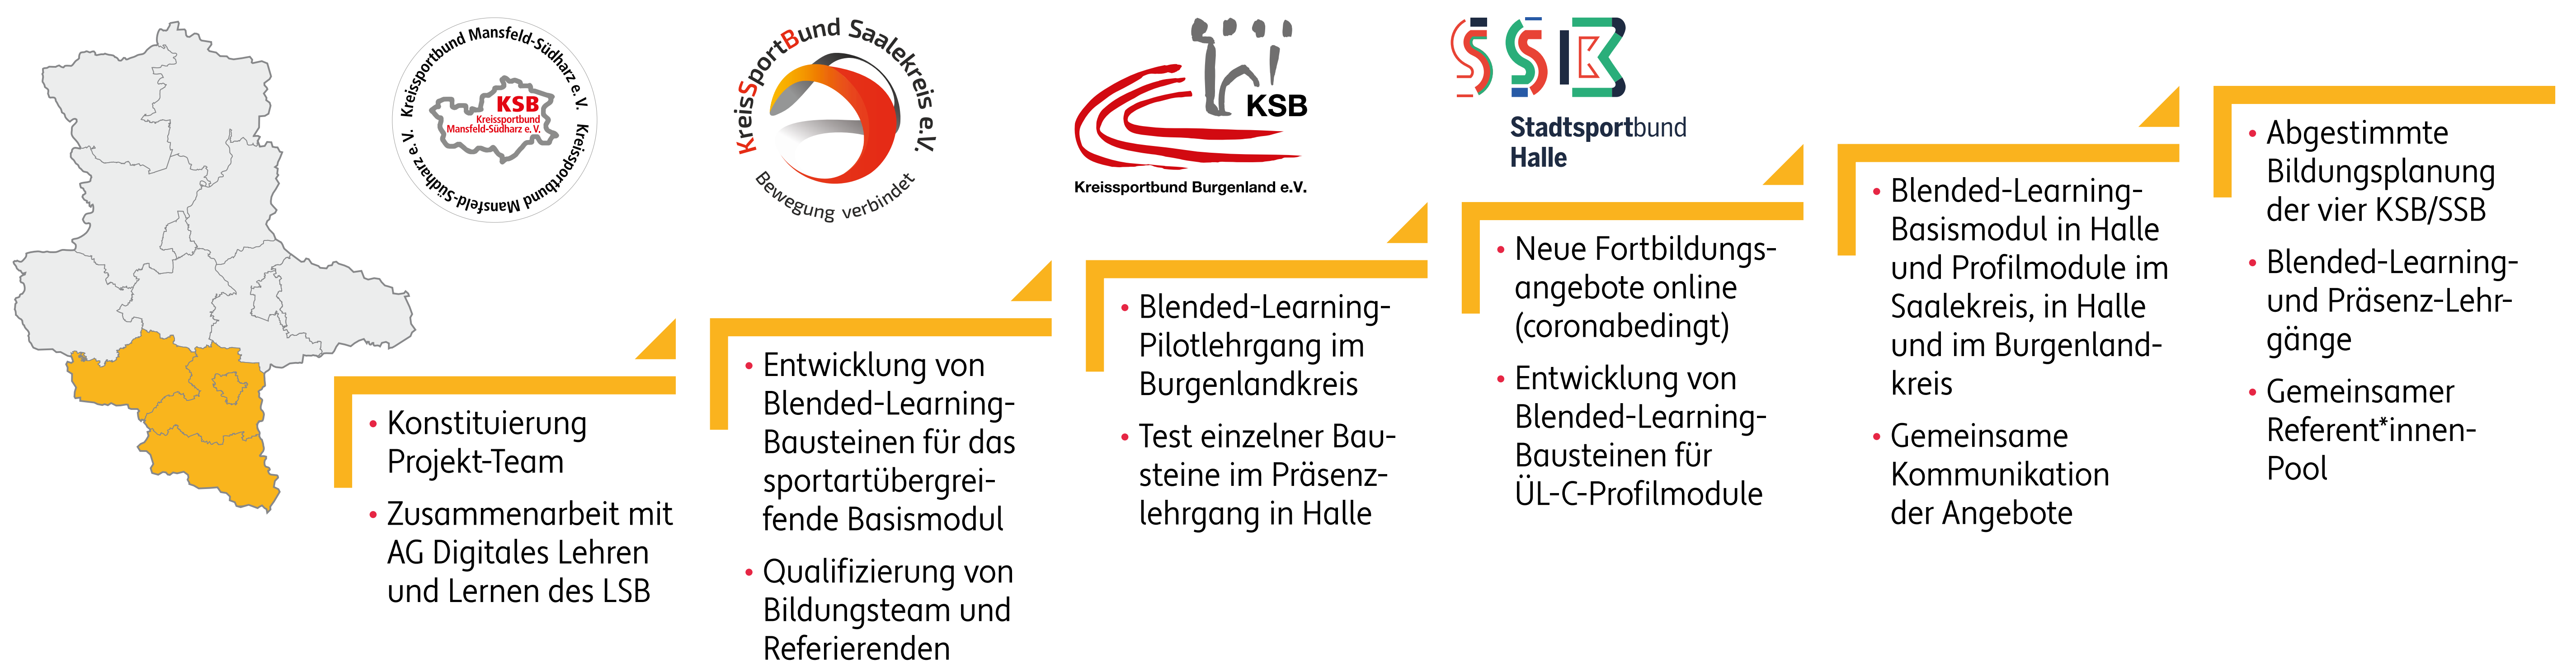 Kreissportbund Mansfeld-Südharz e. V.
Kreissportbund Mansfeld-Südharz e. V.
KSB
Kreissportbund
Mansfeld-Südharz e. V.
KreisSportBund Saalekreis e.V.
Bewegung verbindet
KSB
Kreissportbund Burgenland e.V.
SSB
Stadtsportbund
Halle
• Konstituierung
Projekt-Team
• Zusammenarbeit mit
AG Digitales Lehren
und Lernen des LSB
• Entwicklung von
Blended-Learning-
Bausteinen für das
sportartübergrei-
fende Basismodul
• Qualifizierung von
Bildungsteam und
Referierenden
• Blended-Learning-
Pilotlehrgang im
Burgenlandkreis
• Test einzelner Bau-
steine im Präsenz-
lehrgang in Halle
• Neue Fortbildungs-
angebote online
(coronabedingt)
• Entwicklung von
Blended-Learning-
Bausteinen für
ÜL-C-Profilmodule
• Blended-Learning-
Basismodul in Halle
und Profilmodule im
Saalekreis, in Halle
und im Burgenland-
kreis
• Gemeinsame
Kommunikation
der Angebote
• Abgestimmte
Bildungsplanung
der vier KSB/SSB
• Blended-Learning-
und Präsenz-Lehr-
gänge
• Gemeinsamer
Referent*innen-
Pool